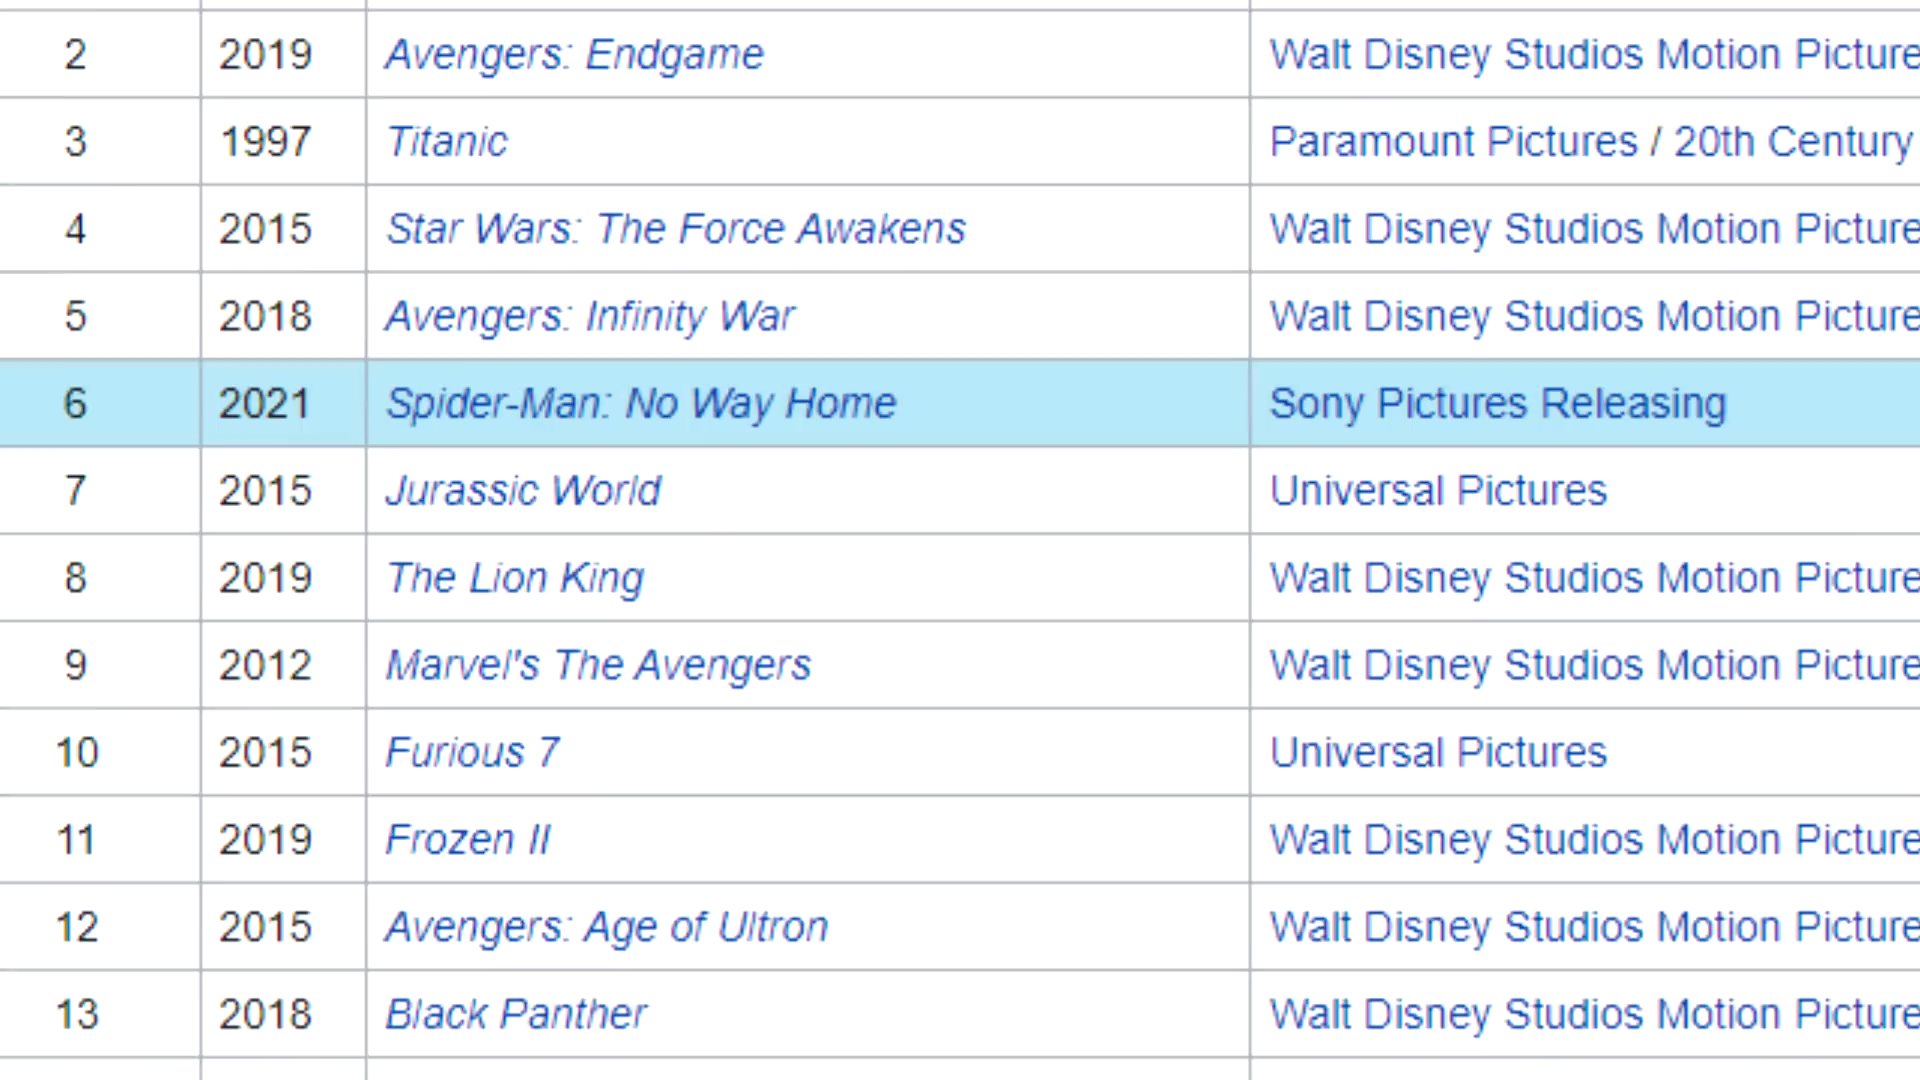 2 2019 Avengers: Endgame Walt Disney Studios Motion Picture
3 1997 Titanic Paramount Pictures / 20th Century
4 2015 Star Wars: The Force Awakens Walt Disney Studios Motion Picture
5 2018 Avengers: Infinity War Walt Disney Studios Motion Picture
6 2021 Spider-Man: No Way Home Sony Pictures Releasing
7 2015 Jurassic World Universal Pictures
8 2019 The Lion King Walt Disney Studios Motion Picture
9 2012 Marvel's The Avengers Walt Disney Studios Motion Picture
10 2015 Furious 7 Universal Pictures
11 2019 Frozen II Walt Disney Studios Motion Picture
12 2015 Avengers: Age of Ultron Walt Disney Studios Motion Picture
13 2018 Black Panther Walt Disney Studios Motion Picture